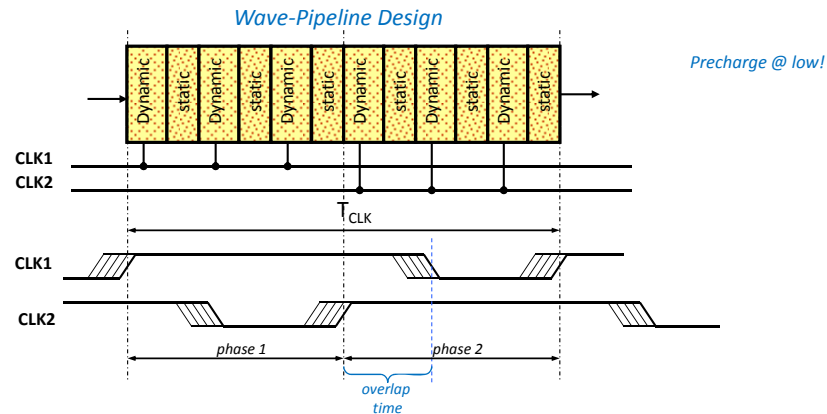 Wave-Pipeline Design
Precharge @ low!
Dynamic static Dynamic static Dynamic static Dynamic static Dynamic static Dynamic static
CLK1
CLK2
TCLK
CLK1
CLK2
phase 1 phase 2
overlap
time